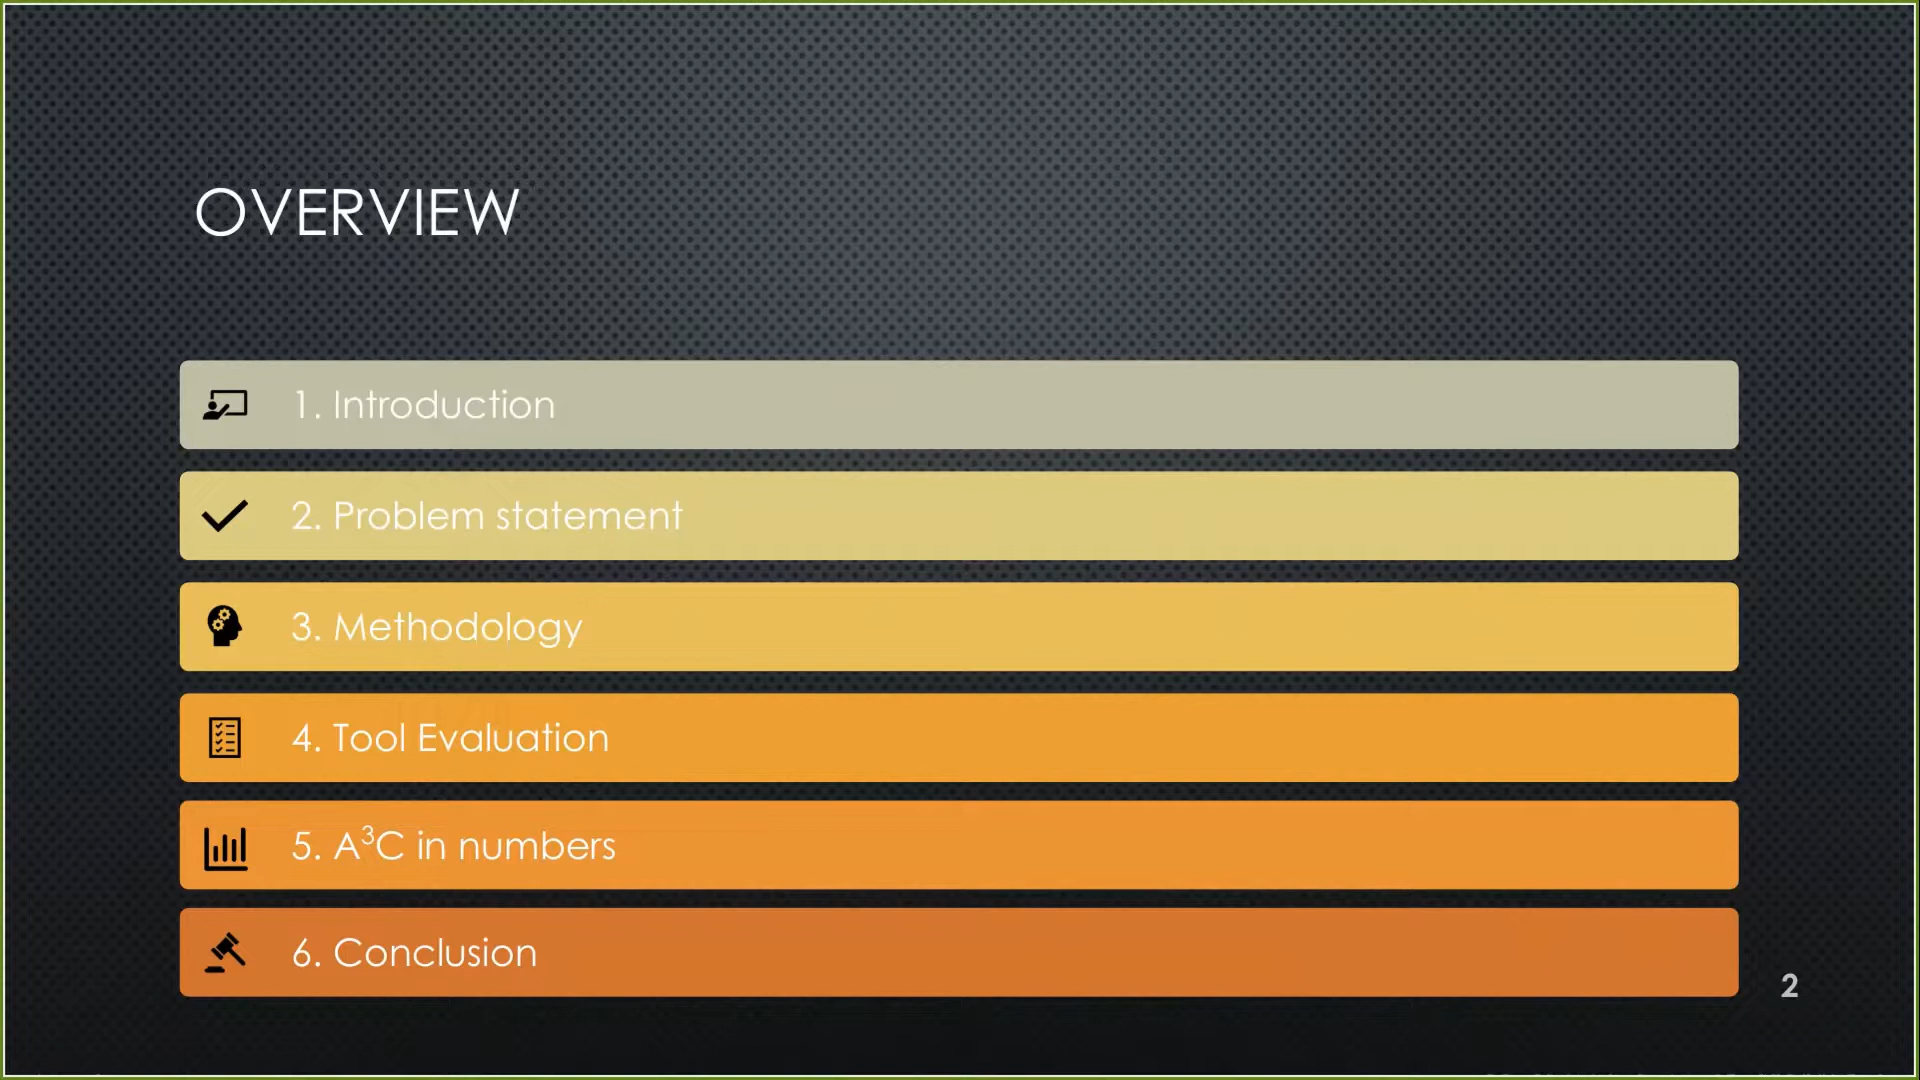 OVERVIEW
1. Introduction
2. Problem statement
3. Methodology
4. Tool Evaluation
5. A³C in numbers
6. Conclusion
2